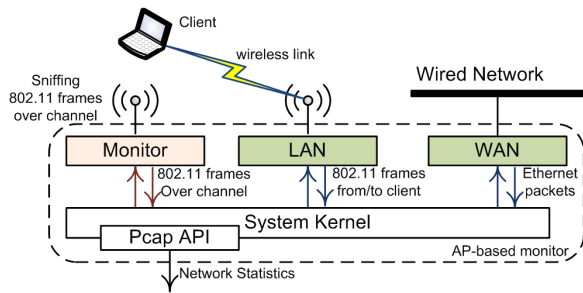 Client
wireless link
Sniffing
802.11 frames
over channel
Wired Network
Monitor
LAN
WAN
802.11 frames
Over channel
802.11 frames
from/to client
Ethernet
packets
System Kernel
Pcap API
AP-based monitor
Network Statistics